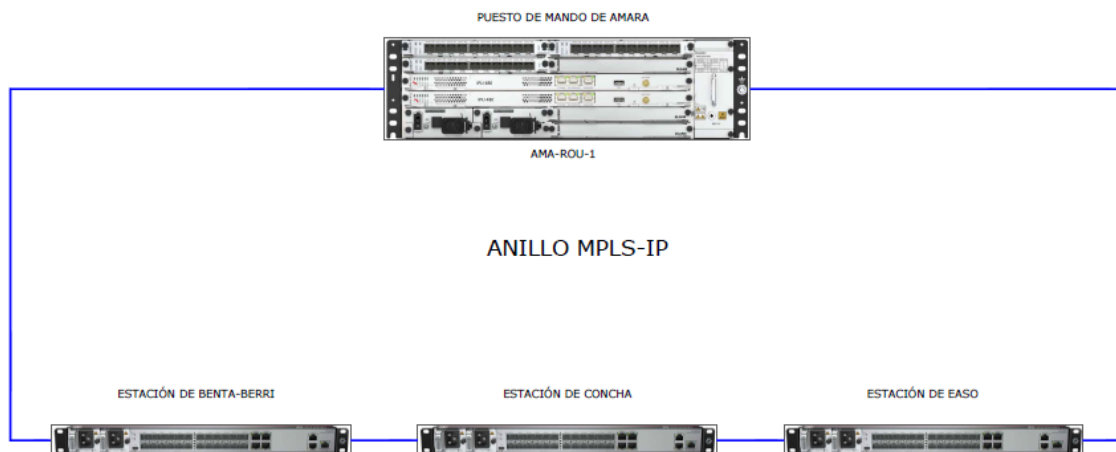 PUESTO DE MANDO DE AMARA
AMA-ROU-1
ANILLO MPLS-IP
ESTACIÓN DE BENTA-BERRI
ESTACIÓN DE CONCHA
ESTACIÓN DE EASO